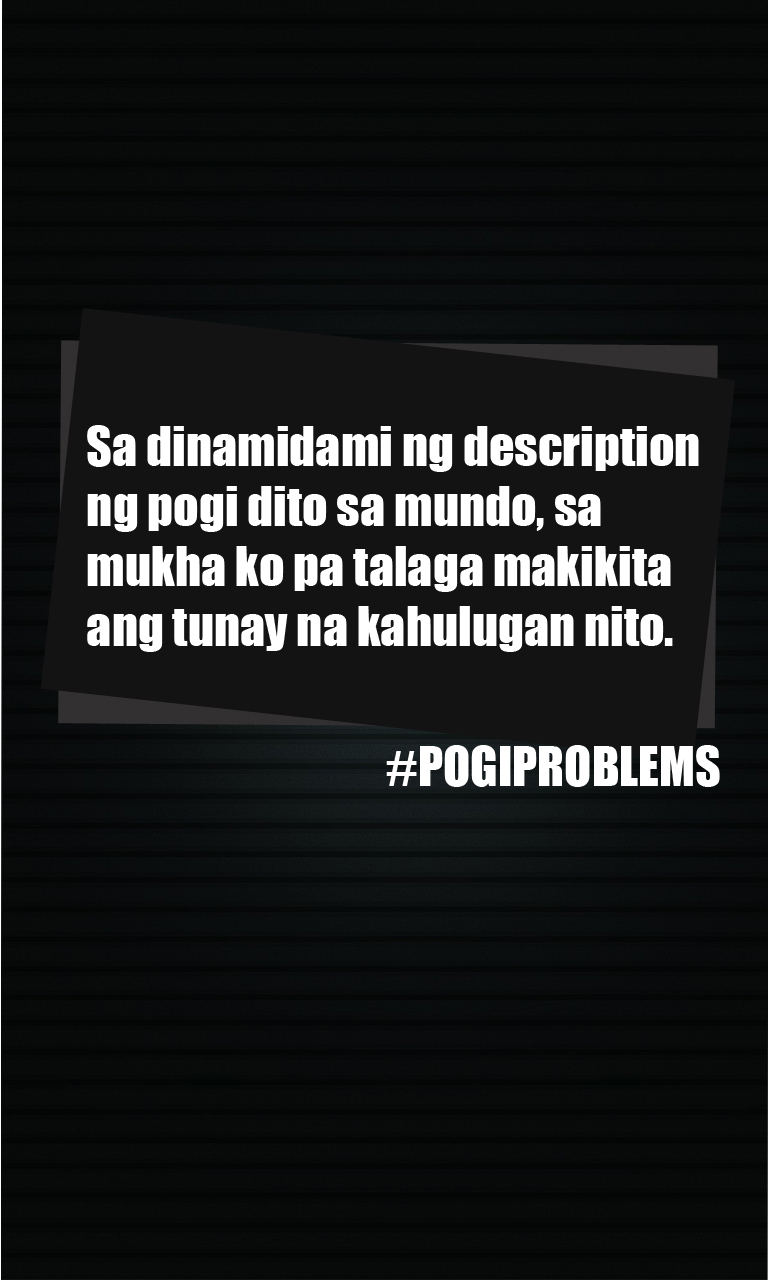 Sa dinamidami ng description
ng pogi dito sa mundo, sa
mukha ko pa talaga makikita
ang tunay na kahulugan nito.
#POGIPROBLEMS